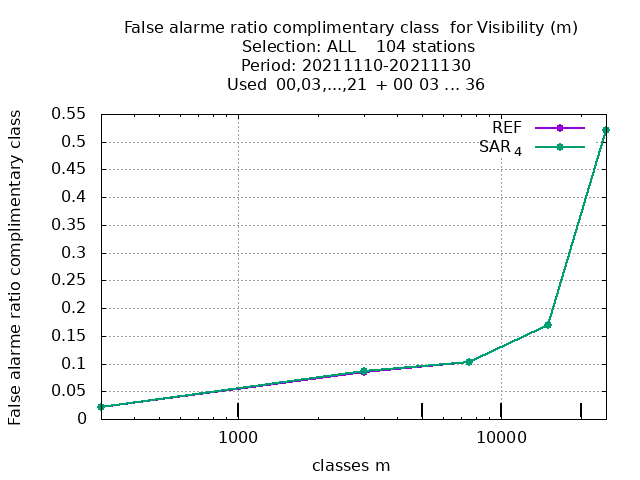 False alarme ratio complimentary class  for Visibility (m)
Selection: ALL    104 stations
Period: 20211110-20211130
Used  00,03,...,21  + 00 03 ... 36
False alarme ratio complimentary class
0.55
0.5
0.45
0.4
0.35
0.3
0.25
0.2
0.15
0.1
0.05
0
REF
SAR4
1000
10000
classes m